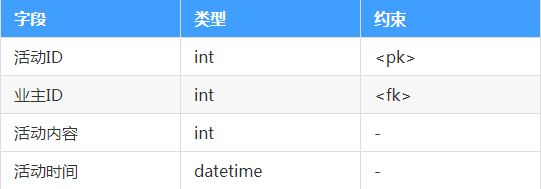 字段 类型 约束
活动ID int <pk>
业主ID int <fk>
活动内容 int -
活动时间 datetime -